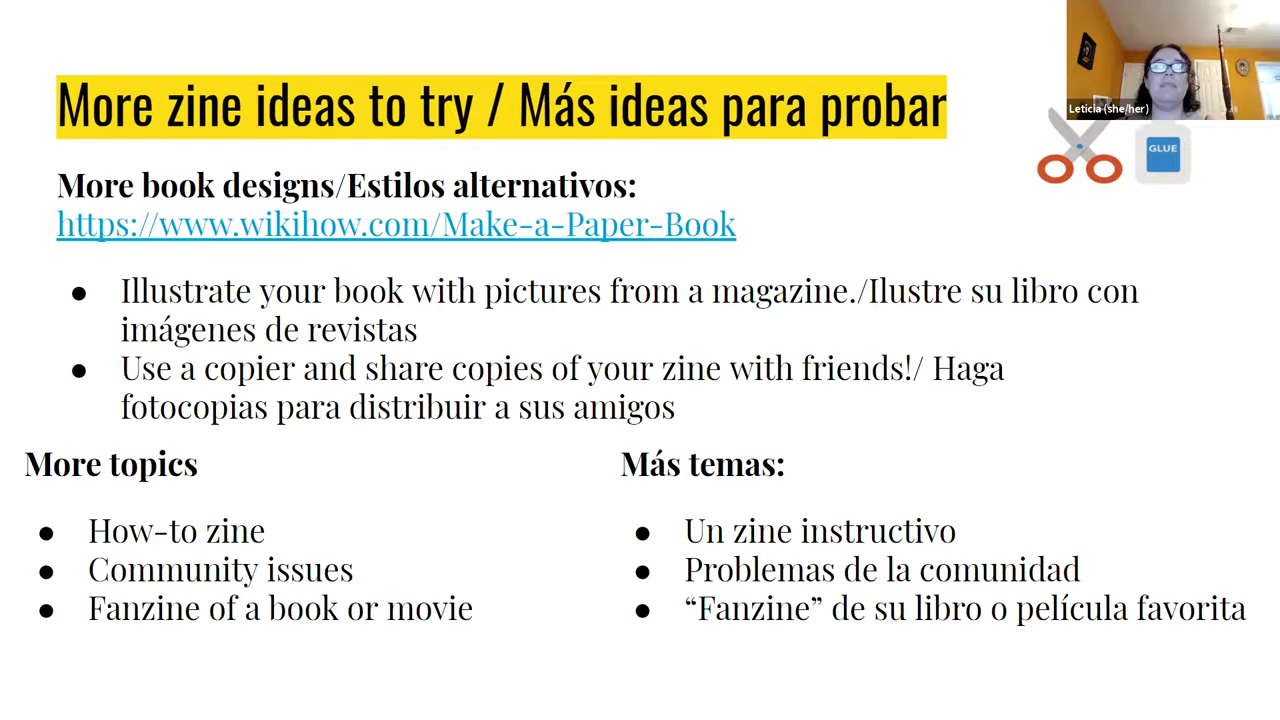 More zine ideas to try / Más ideas para probar
Leticia (she/her)
GLUE
More book designs/Estilos alternativos:
https://www.wikihow.com/Make-a-Paper-Book
● Illustrate your book with pictures from a magazine./Ilustre su libro con
imágenes de revistas
● Use a copier and share copies of your zine with friends!/ Haga
fotocopias para distribuir a sus amigos
More topics
● How-to zine
● Community issues
● Fanzine of a book or movie
Más temas:
● Un zine instructivo
● Problemas de la comunidad
● “Fanzine” de su libro o película favorita